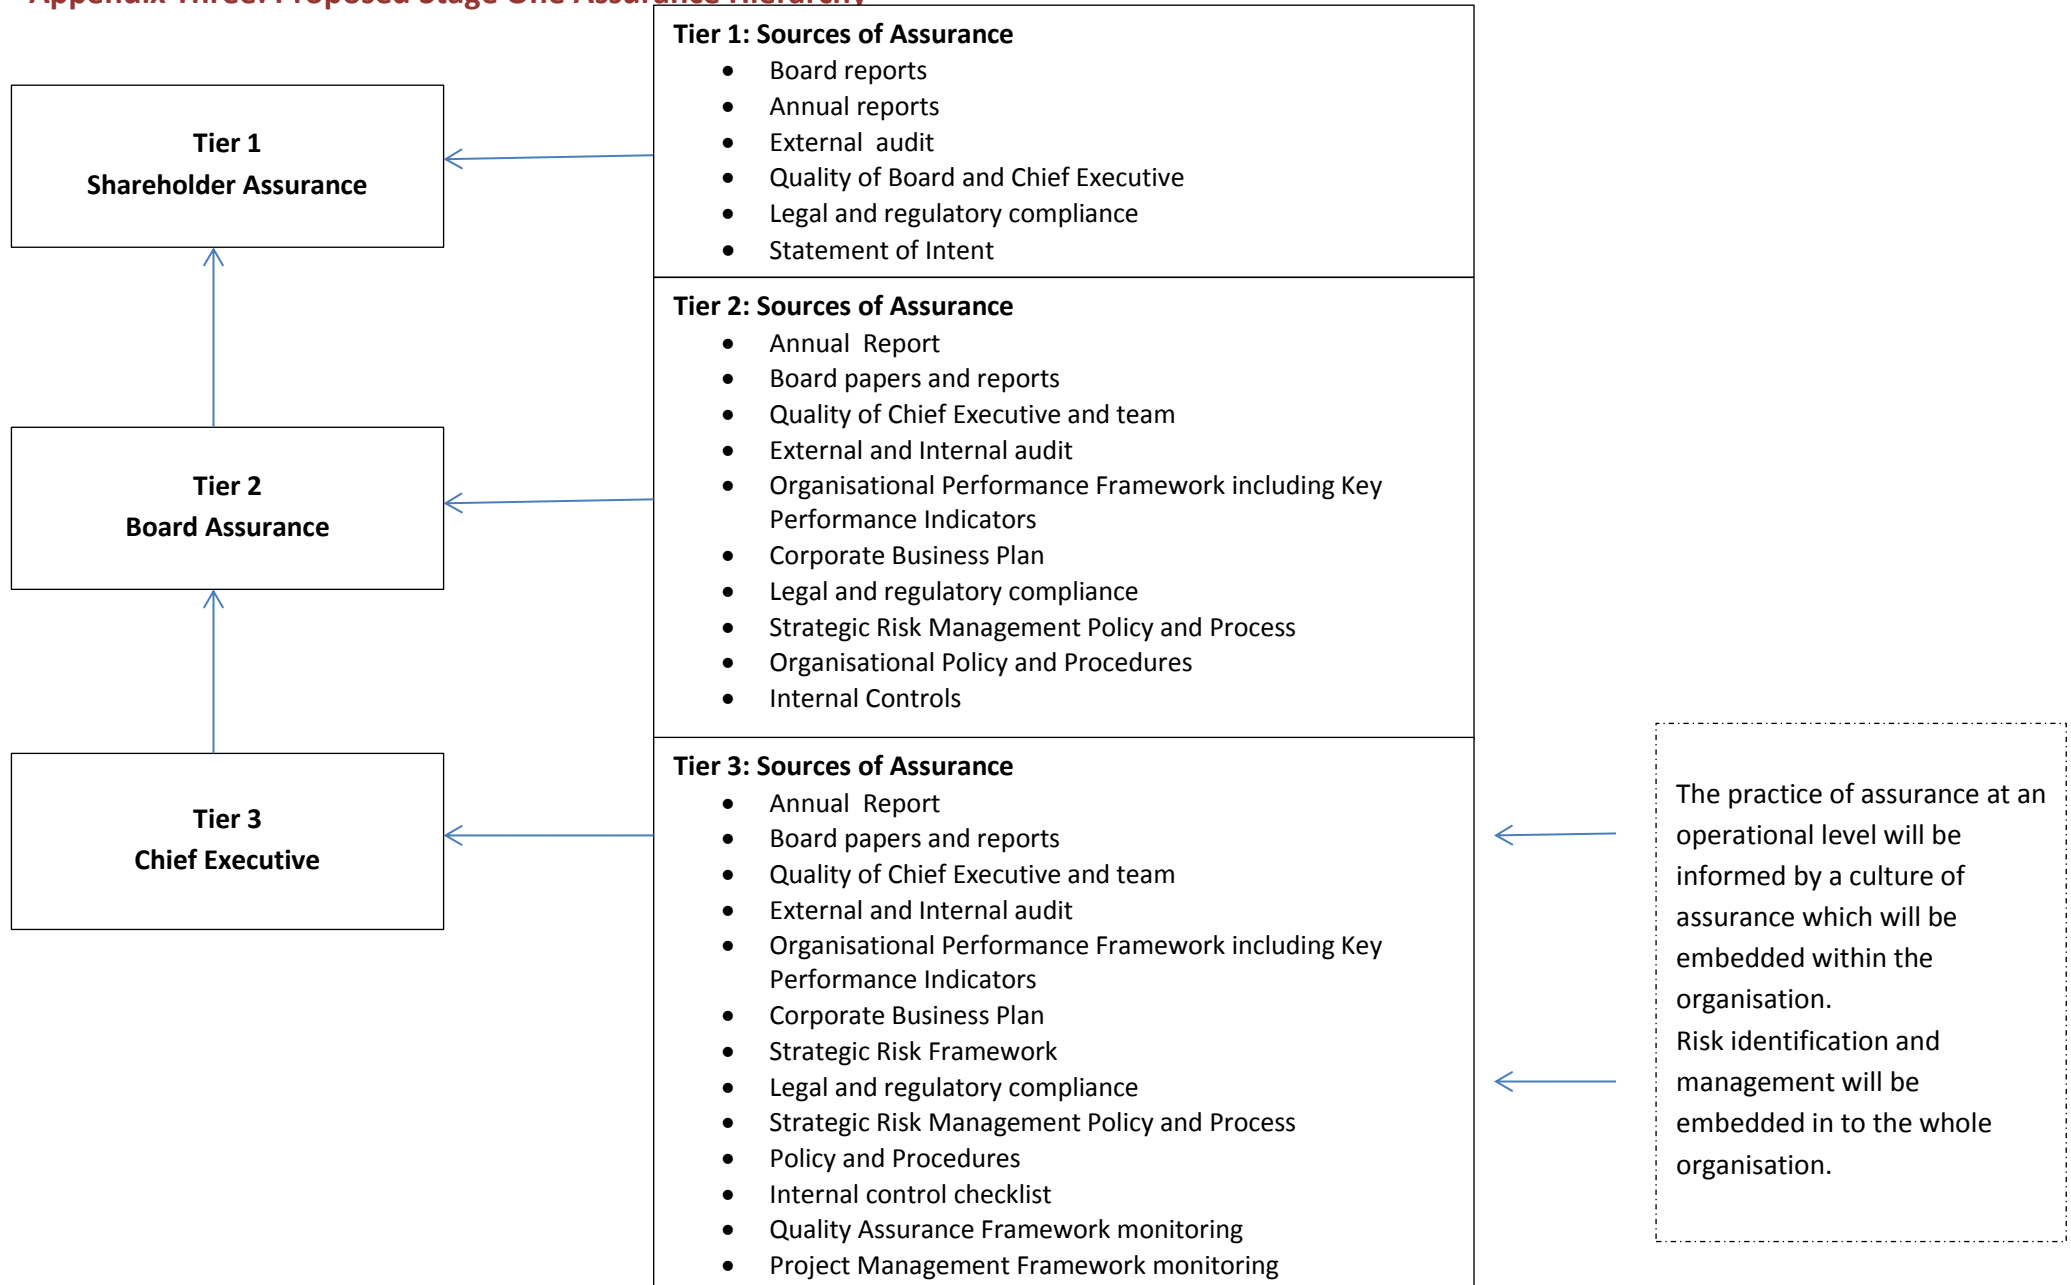 Appendix Three: Proposed Stage One Assurance Hierarchy
Tier 1
Shareholder Assurance
Tier 2
Board Assurance
Tier 3
Chief Executive
Tier 1: Sources of Assurance
• Board reports
• Annual reports
• External audit
• Quality of Board and Chief Executive
• Legal and regulatory compliance
• Statement of Intent
Tier 2: Sources of Assurance
• Annual Report
• Board papers and reports
• Quality of Chief Executive and team
• External and Internal audit
• Organisational Performance Framework including Key
Performance Indicators
• Corporate Business Plan
• Legal and regulatory compliance
• Strategic Risk Management Policy and Process
• Organisational Policy and Procedures
• Internal Controls
Tier 3: Sources of Assurance
• Annual Report
• Board papers and reports
• Quality of Chief Executive and team
• External and Internal audit
• Organisational Performance Framework including Key
Performance Indicators
• Corporate Business Plan
• Strategic Risk Framework
• Legal and regulatory compliance
• Strategic Risk Management Policy and Process
• Policy and Procedures
• Internal control checklist
• Quality Assurance Framework monitoring
• Project Management Framework monitoring
The practice of assurance at an
operational level will be
informed by a culture of
assurance which will be
embedded within the
organisation.
Risk identification and
management will be
embedded in to the whole
organisation.